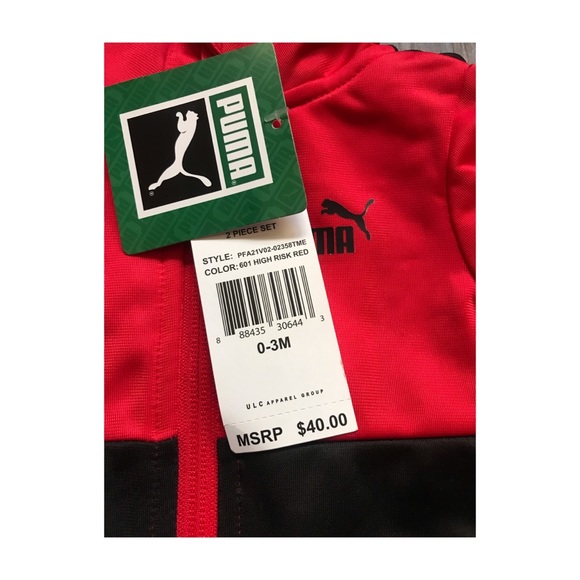 PUMA
2 PIECE SET
STYLE: PFA21V02-02358TME
COLOR: 601 HIGH RISK RED
8 88435 30644 3
0-3M
ULC APPAREL GROUP
MSRP $40.00
MA